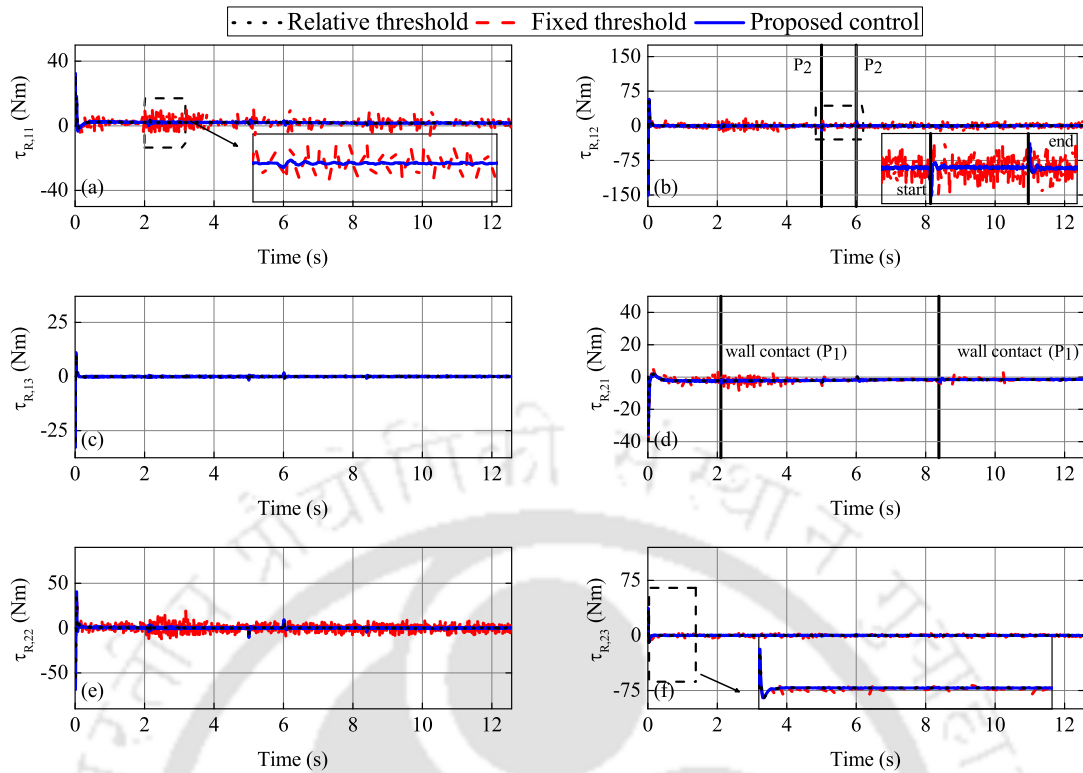 Relative threshold Fixed threshold Proposed control
τR,11 (Nm)
40
0
-40
(a)
0 2 4 6 8 10 12
Time (s)
τR,12 (Nm)
175
150
75
0
-75
-150
-175
P2 P2
start
end
(b)
0 2 4 6 8 10 12
Time (s)
τR,13 (Nm)
25
0
-25
(c)
0 2 4 6 8 10 12
Time (s)
τR,21 (Nm)
40
20
0
-20
-40
wall contact (P1) wall contact (P1)
(d)
0 2 4 6 8 10 12
Time (s)
τR,22 (Nm)
50
0
-50
(e)
0 2 4 6 8 10 12
Time (s)
τR,23 (Nm)
75
0
-75
(f)
0 2 4 6 8 10 12
Time (s)